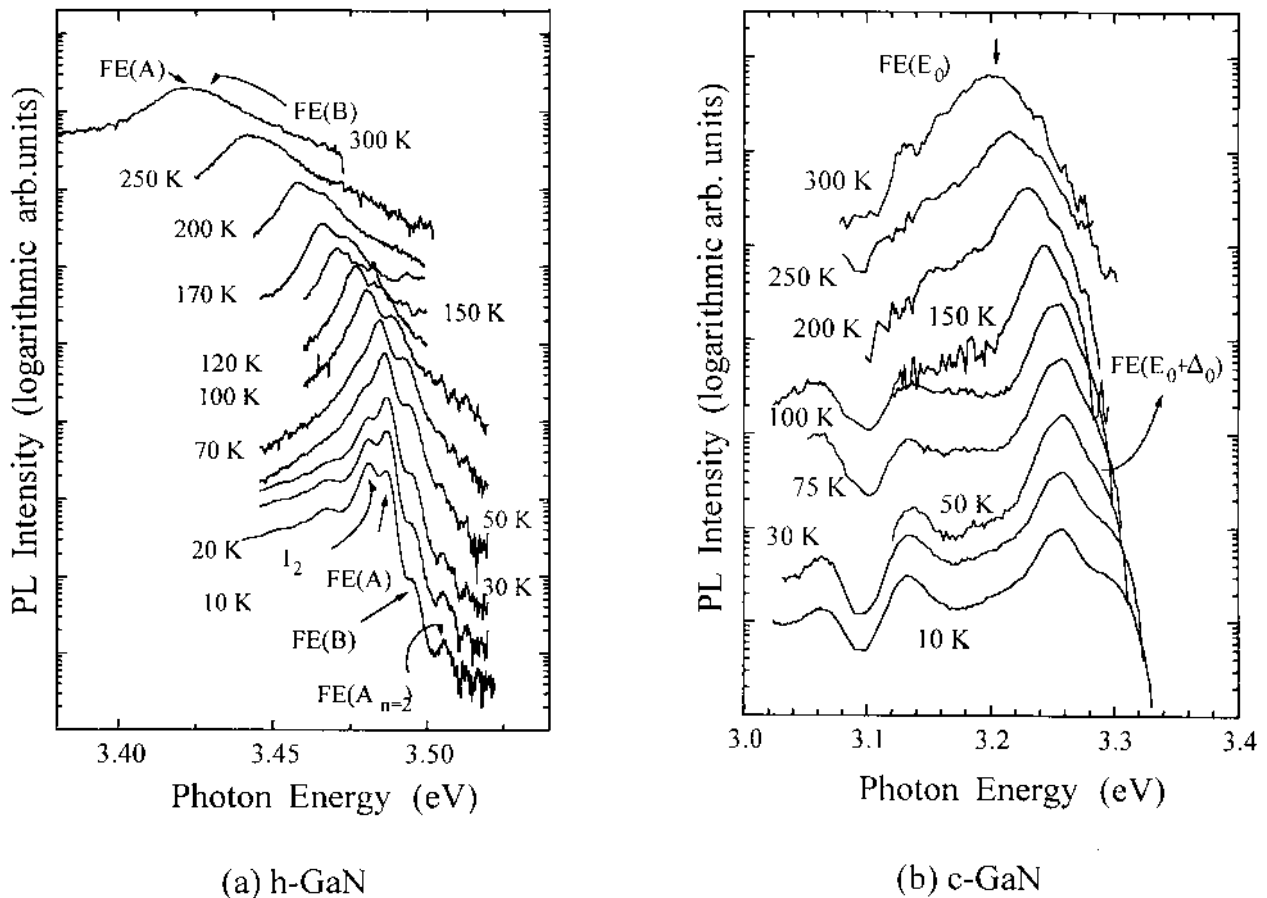 PL Intensity (logarithmic arb.units)
FE(A)
FE(B)
300 K
250 K
200 K
170 K
150 K
120 K
100 K
70 K
50 K
20 K
I2
FE(A)
30 K
10 K
FE(B)
FE(A n=2)
3.40
3.45
3.50
Photon Energy (eV)
(a) h-GaN
PL Intensity (logarithmic arb. units)
FE(E0)
300 K
250 K
200 K
150 K
FE(E0+Δ0)
100 K
75 K
50 K
30 K
10 K
3.0
3.1
3.2
3.3
3.4
Photon Energy (eV)
(b) c-GaN